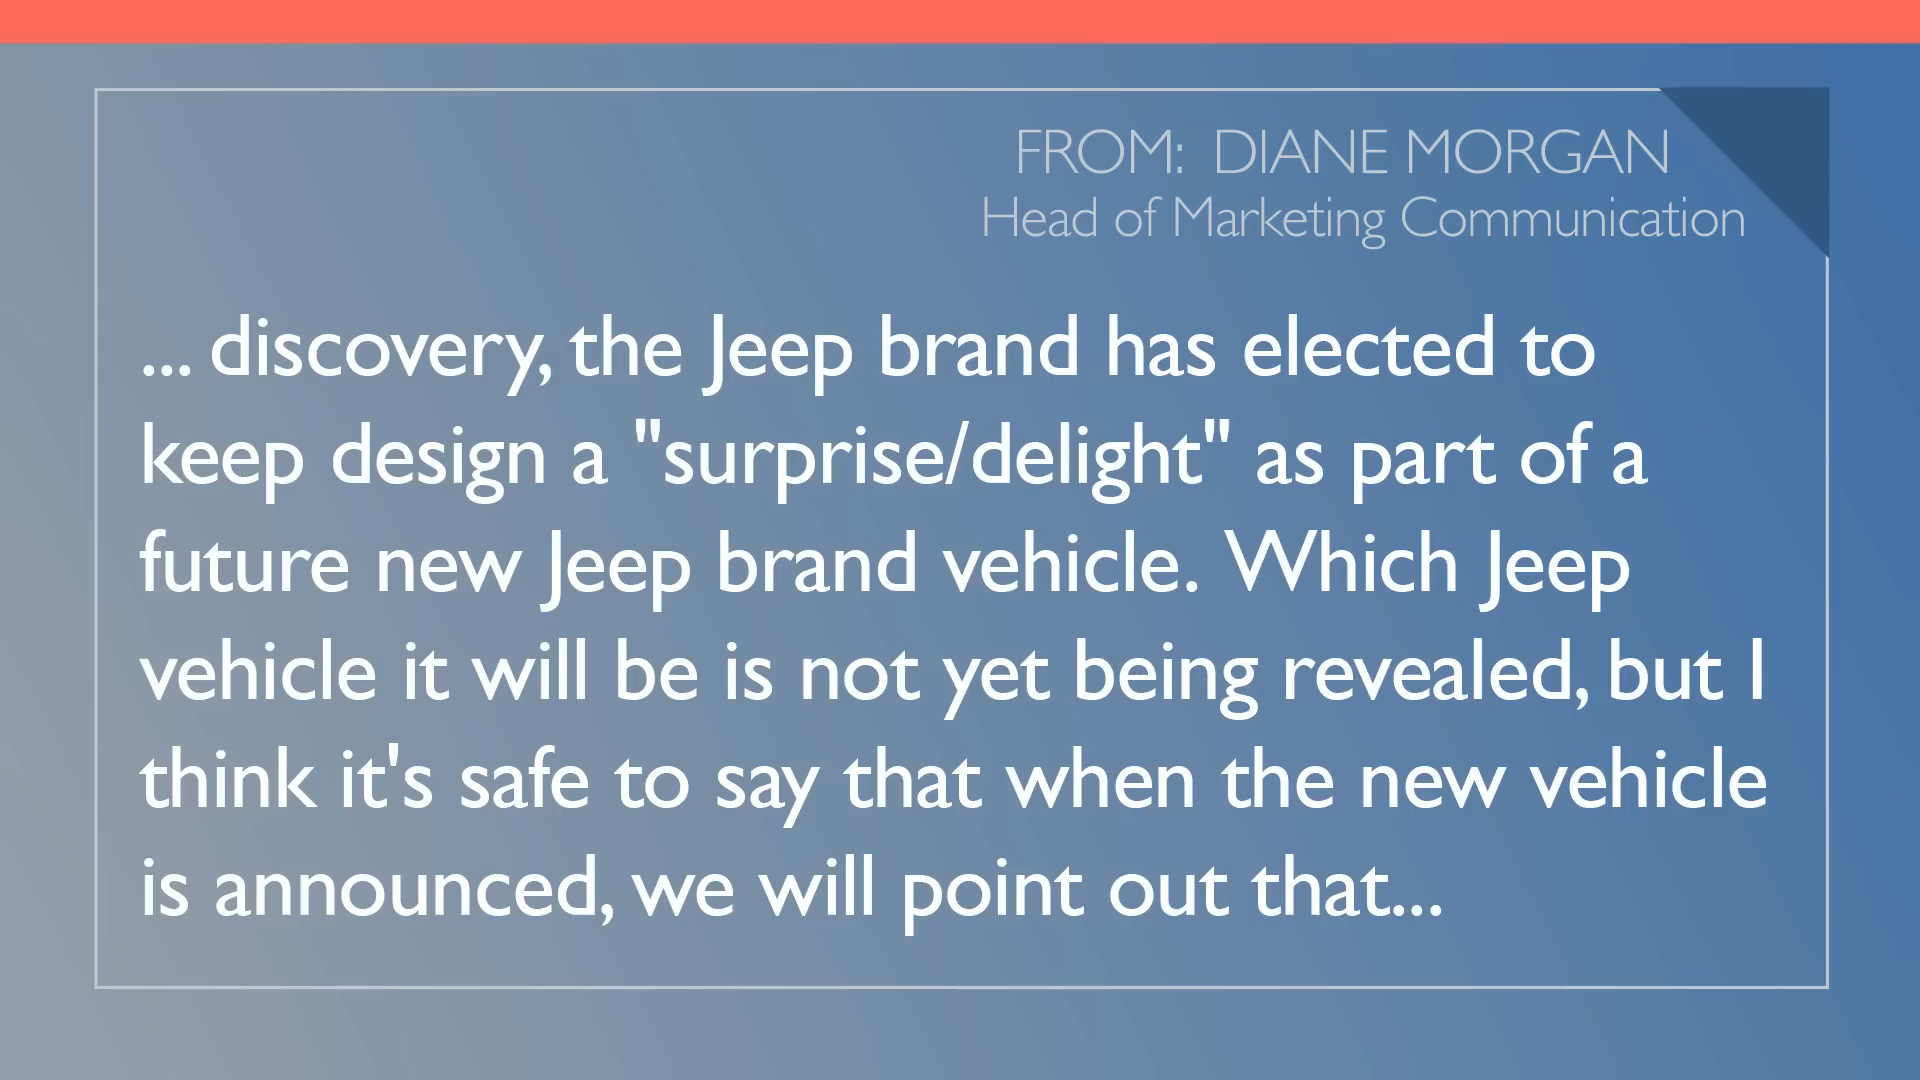 FROM:  DIANE MORGAN
Head of Marketing Communication
... discovery, the Jeep brand has elected to
keep design a "surprise/delight" as part of a
future new Jeep brand vehicle.  Which Jeep
vehicle it will be is not yet being revealed, but I
think it's safe to say that when the new vehicle
is announced, we will point out that...